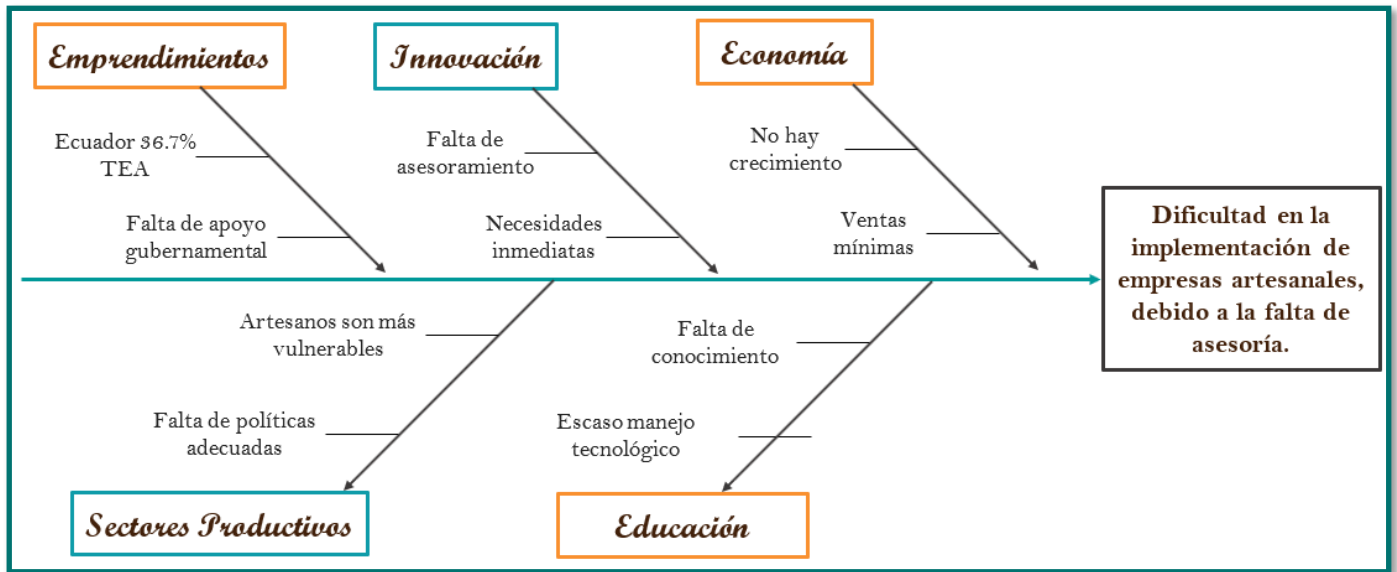 Emprendimientos
Innovación
Economía
Ecuador 36.7%
TEA
Falta de apoyo
gubernamental
Falta de
asesoramiento
Necesidades
inmediatas
No hay
crecimiento
Ventas
mínimas
Dificultad en la
implementación de
empresas artesanales,
debido a la falta de
asesoría.
Artesanos son más
vulnerables
Falta de políticas
adecuadas
Falta de
conocimiento
Escaso manejo
tecnológico
Sectores Productivos
Educación